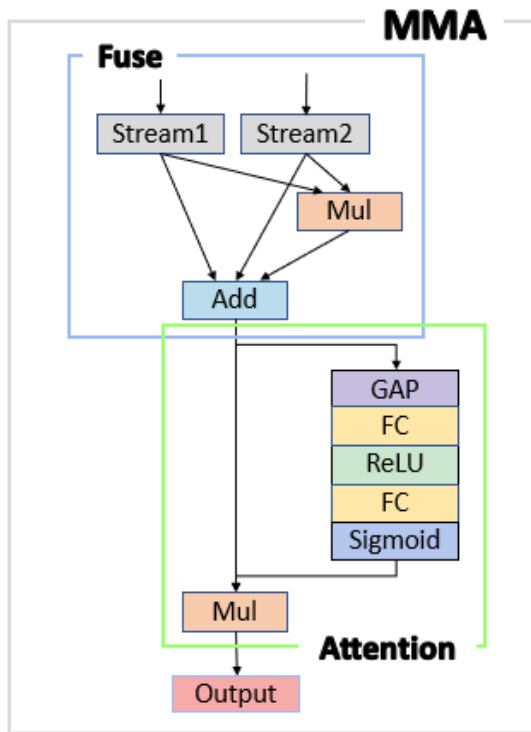 MMA
Fuse
Stream1
Stream2
Mul
Add
GAP
FC
ReLU
FC
Sigmoid
Mul
Attention
Output